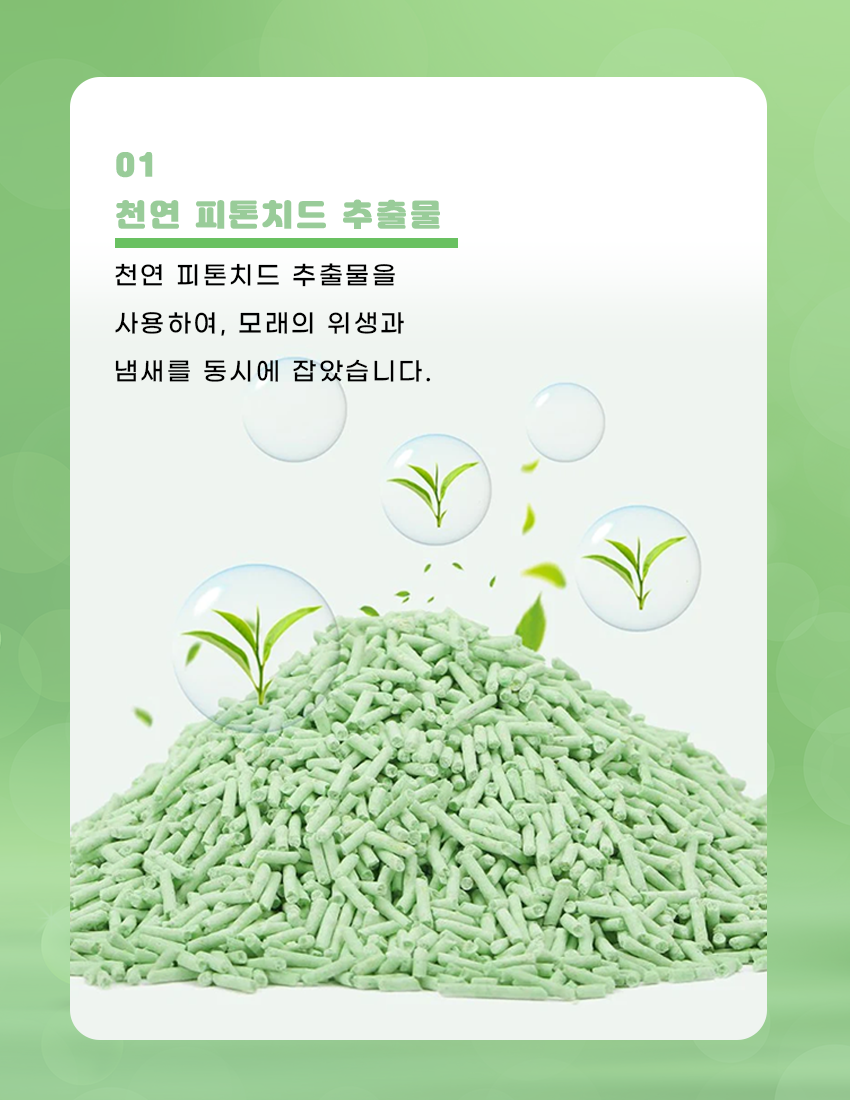 01
천연 피톤치드 추출물
천연 피톤치드 추출물을
사용하여, 모래의 위생과
냄새를 동시에 잡았습니다.